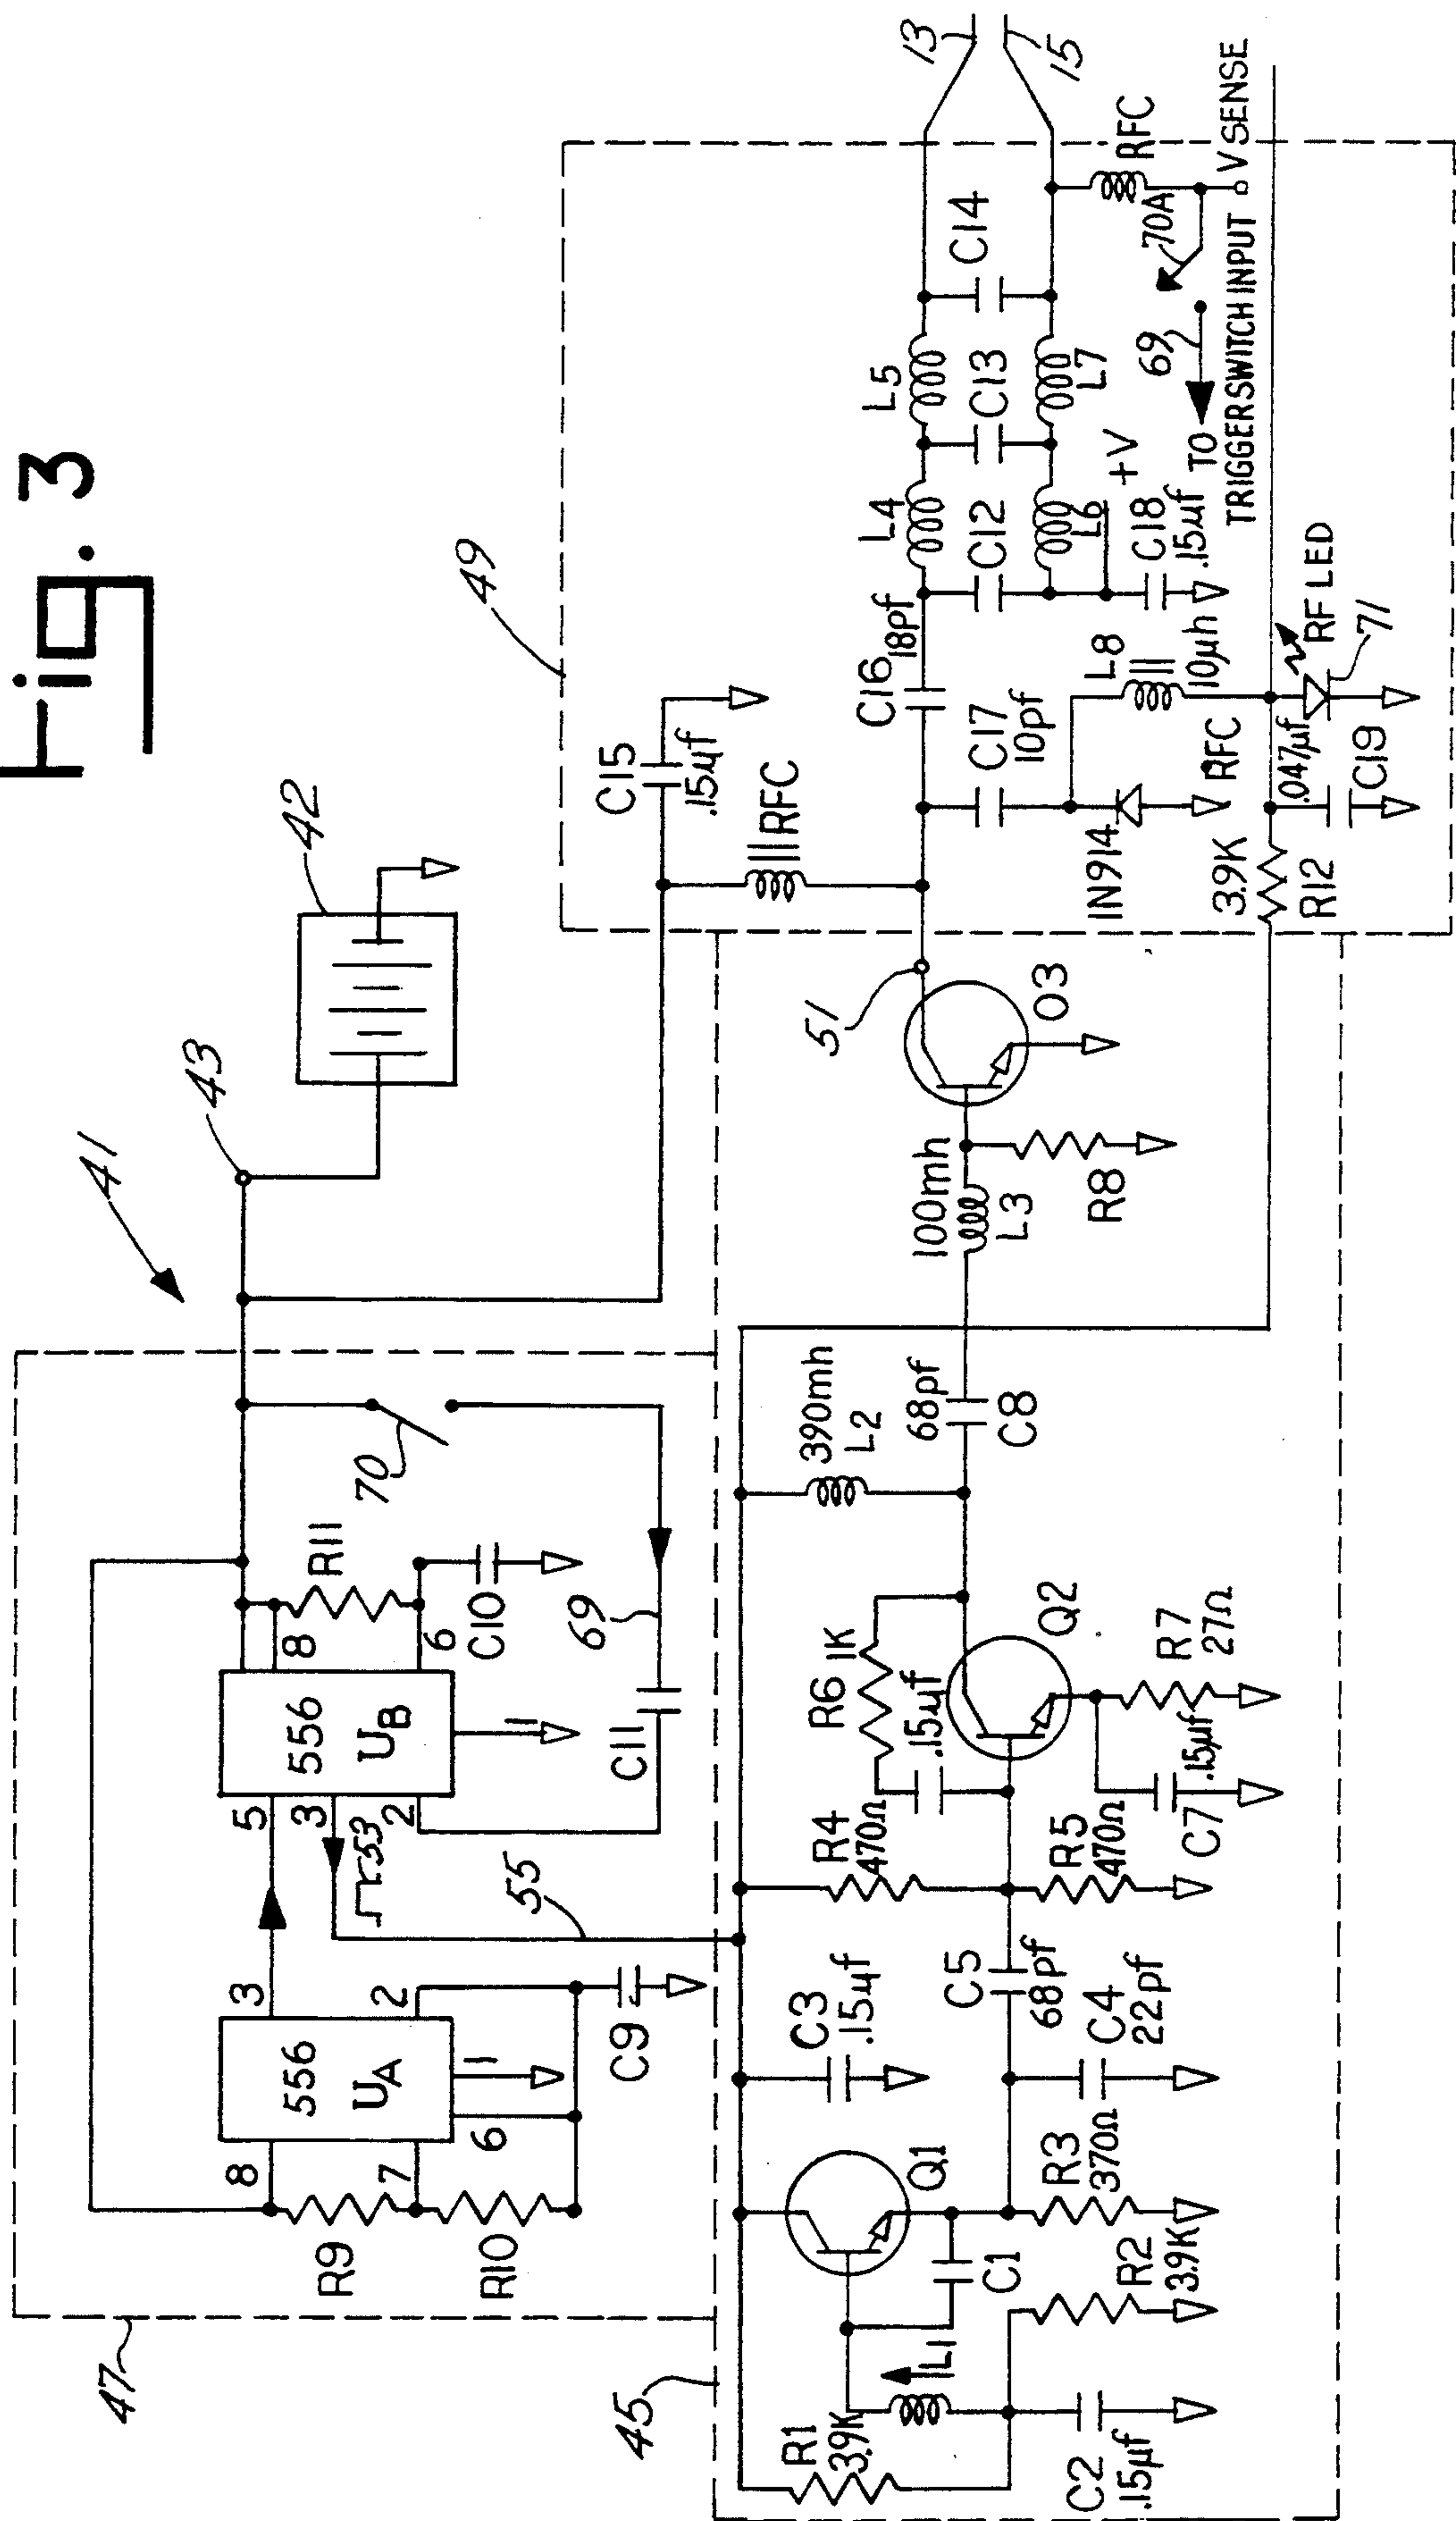 Fig. 3
41
43
42
47
8
556
U_A
3
7
6
1
2
R9
R10
C9
5
556
U_B
8
3
2
1
6
53
R11
C10
70
69
C11
55
49
C15
.15µf
RFC
C16
18pf
L4
L5
C12
C13
C14
L6
L7
13
15
RFC
70A
69
TO
TRIGGER SWITCH INPUT
V SENSE
+V
C18
.15µf
C17
10pf
L8
10µh
IN914
RFC
RF LED
71
.047µf
C19
3.9K
R12
51
O3
100mh
L3
R8
390mh
L2
68pf
C8
45
R1
3.9K
L1
C2
.15µf
R2
3.9K
C1
Q1
R3
370Ω
C3
.15µf
C4
22pf
C5
68pf
R4
470Ω
R5
470Ω
R6 1K
.15µf
Q2
R7
27Ω
C7
.15µf